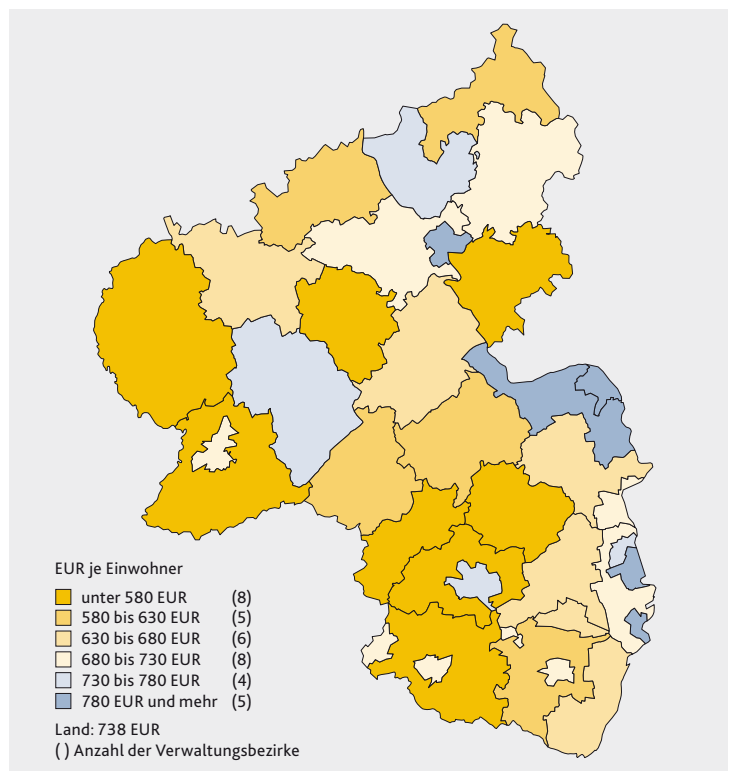 EUR je Einwohner
unter 580 EUR (8)
580 bis 630 EUR (5)
630 bis 680 EUR (6)
680 bis 730 EUR (8)
730 bis 780 EUR (4)
780 EUR und mehr (5)
Land: 738 EUR
( ) Anzahl der Verwaltungsbezirke